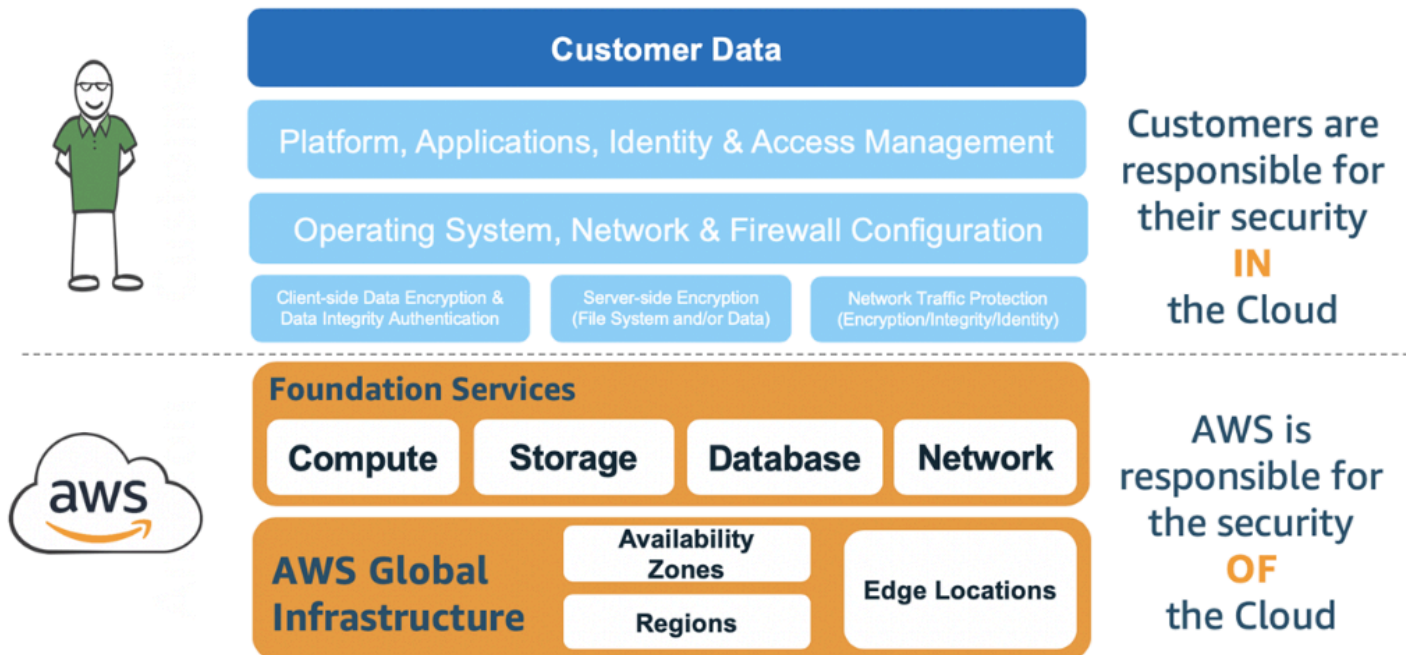 Customer Data
Platform, Applications, Identity & Access Management
Operating System, Network & Firewall Configuration
Client-side Data Encryption &
Data Integrity Authentication
Server-side Encryption
(File System and/or Data)
Network Traffic Protection
(Encryption/Integrity/Identity)
Customers are
responsible for
their security
IN
the Cloud
Foundation Services
Compute
Storage
Database
Network
aws
AWS Global
Infrastructure
Availability
Zones
Regions
Edge Locations
AWS is
responsible for
the security
OF
the Cloud